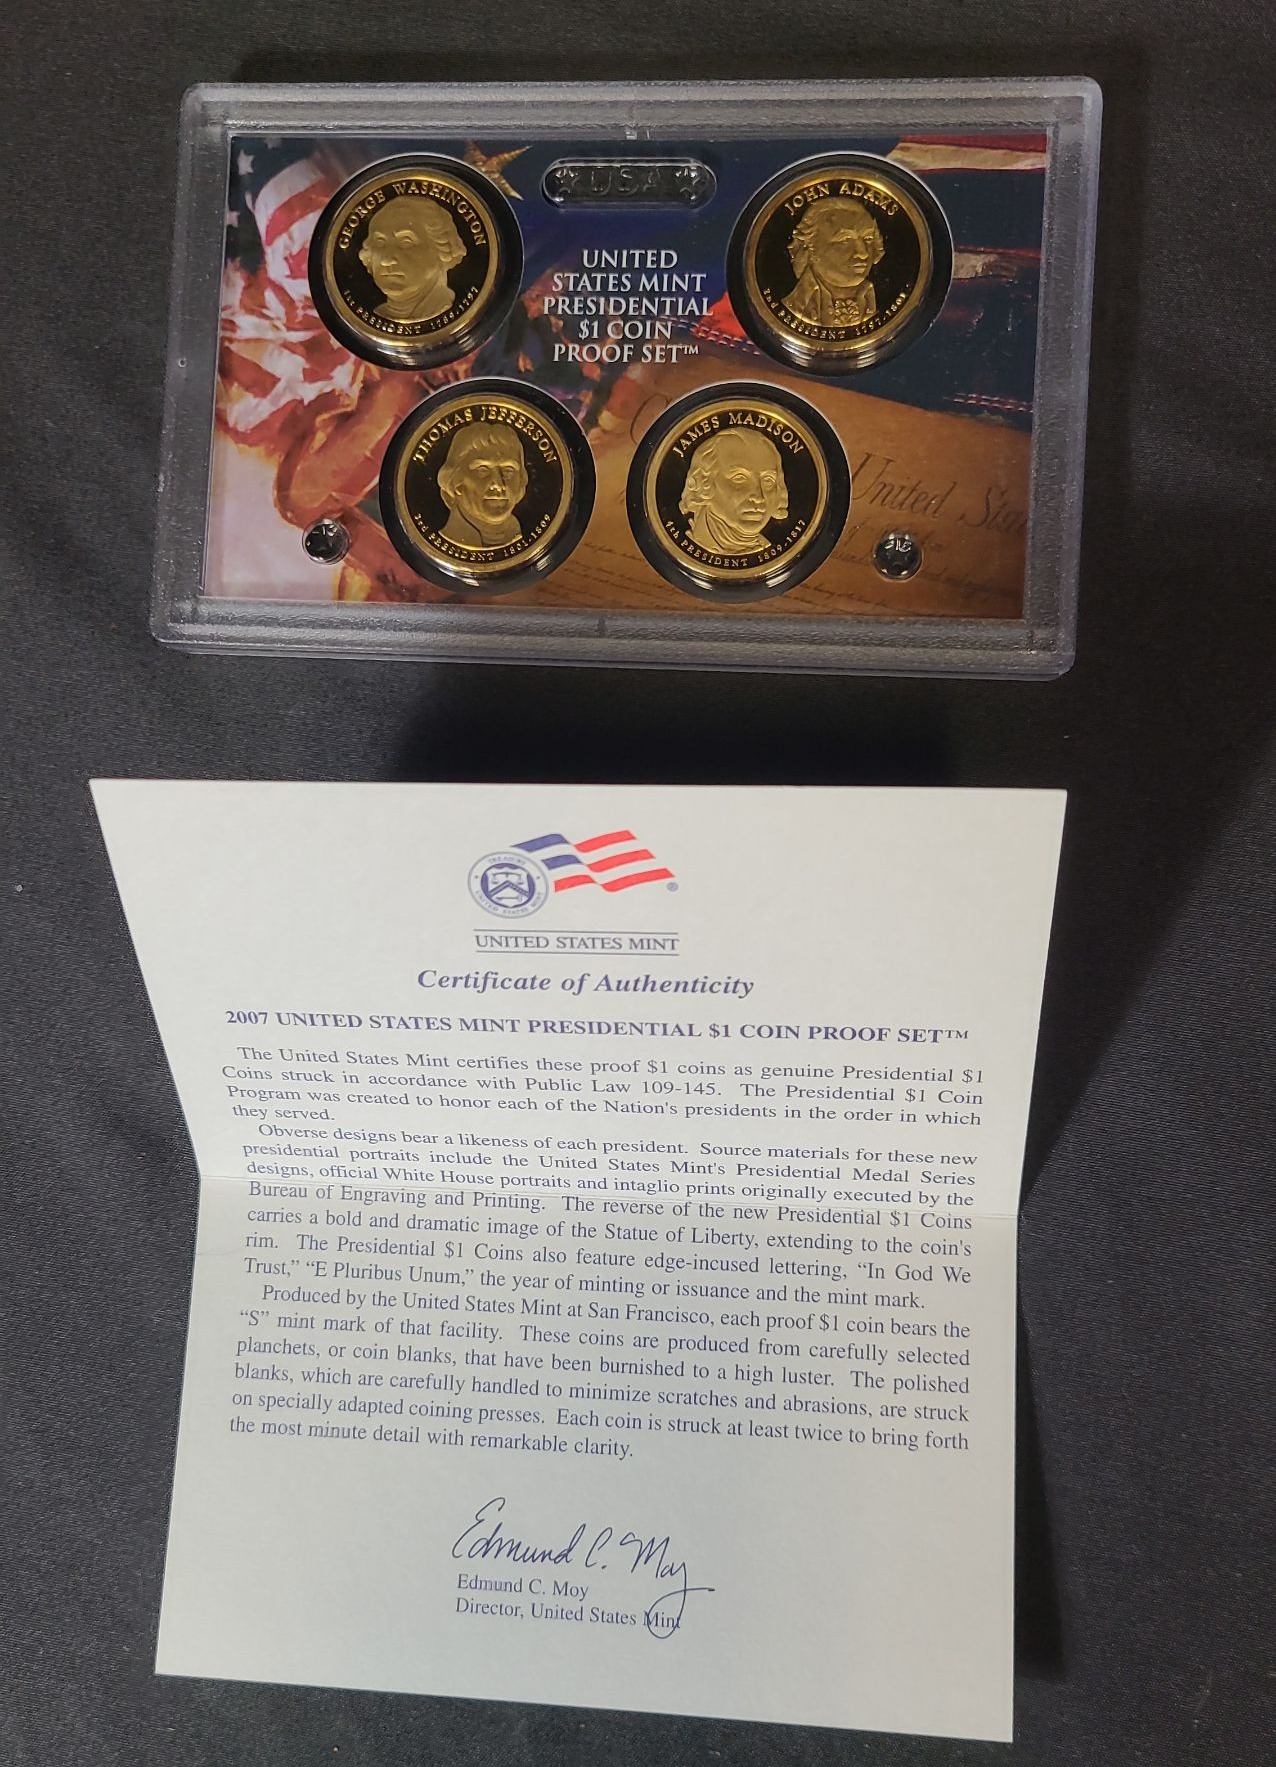 USA
GEORGE WASHINGTON
1st PRESIDENT 1789-1797
UNITED
STATES MINT
PRESIDENTIAL
$1 COIN
PROOF SET™
JOHN ADAMS
2nd PRESIDENT 1797-1801
THOMAS JEFFERSON
3rd PRESIDENT 1801-1809
JAMES MADISON
4th PRESIDENT 1809-1817
United States
UNITED STATES MINT
Certificate of Authenticity
2007 UNITED STATES MINT PRESIDENTIAL $1 COIN PROOF SET™
The United States Mint certifies these proof $1 coins as genuine Presidential $1
Coins struck in accordance with Public Law 109-145. The Presidential $1 Coin
Program was created to honor each of the Nation's presidents in the order in which
they served.
Obverse designs bear a likeness of each president. Source materials for these new
presidential portraits include the United States Mint's Presidential Medal Series
designs, official White House portraits and intaglio prints originally executed by the
Bureau of Engraving and Printing. The reverse of the new Presidential $1 Coins
carries a bold and dramatic image of the Statue of Liberty, extending to the coin's
rim. The Presidential $1 Coins also feature edge-incused lettering, “In God We
Trust,” “E Pluribus Unum,” the year of minting or issuance and the mint mark.
Produced by the United States Mint at San Francisco, each proof $1 coin bears the
“S” mint mark of that facility. These coins are produced from carefully selected
planchets, or coin blanks, that have been burnished to a high luster. The polished
blanks, which are carefully handled to minimize scratches and abrasions, are struck
on specially adapted coining presses. Each coin is struck at least twice to bring forth
the most minute detail with remarkable clarity.
Edmund C. Moy
Edmund C. Moy
Director, United States Mint